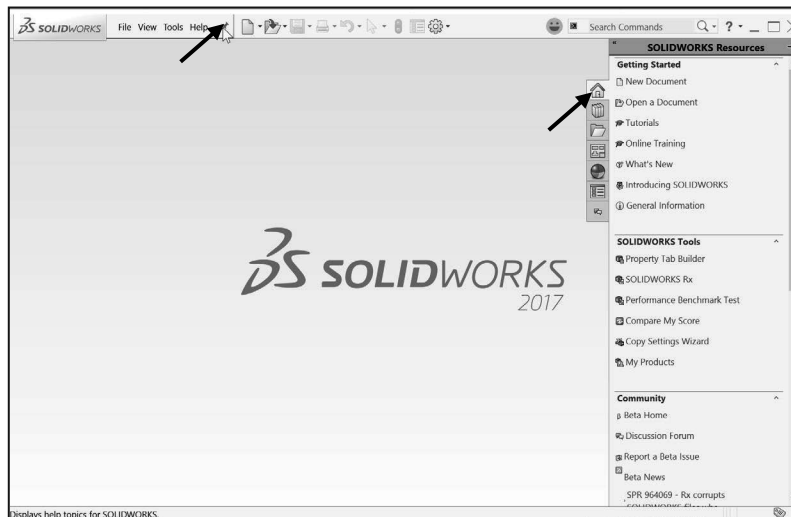 SOLIDWORKS File View Tools Help Search Commands ?
SOLIDWORKS Resources
Getting Started
New Document
Open a Document
Tutorials
Online Training
What's New
Introducing SOLIDWORKS
General Information
SOLIDWORKS Tools
Property Tab Builder
SOLIDWORKS Rx
Performance Benchmark Test
Compare My Score
Copy Settings Wizard
My Products
Community
Beta Home
Discussion Forum
Report a Beta Issue
Beta News
SPR 964069 - Rx corrupts
SOLIDWORKS
2017
Displays help topics for SOLIDWORKS.